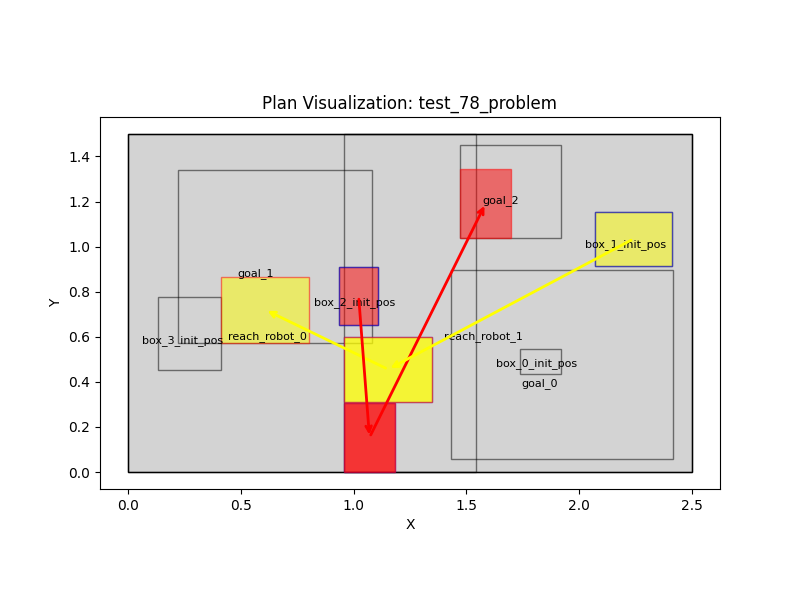 Plan Visualization: test_78_problem
1.4
1.2
1.0
0.8
0.6
0.4
0.2
0.0
Y
goal_2
box_1_init_pos
goal_1
box_2_init_pos
box_3_init_pos
reach_robot_0
reach_robot_1
box_0_init_pos
goal_0
0.0 0.5 1.0 1.5 2.0 2.5
X